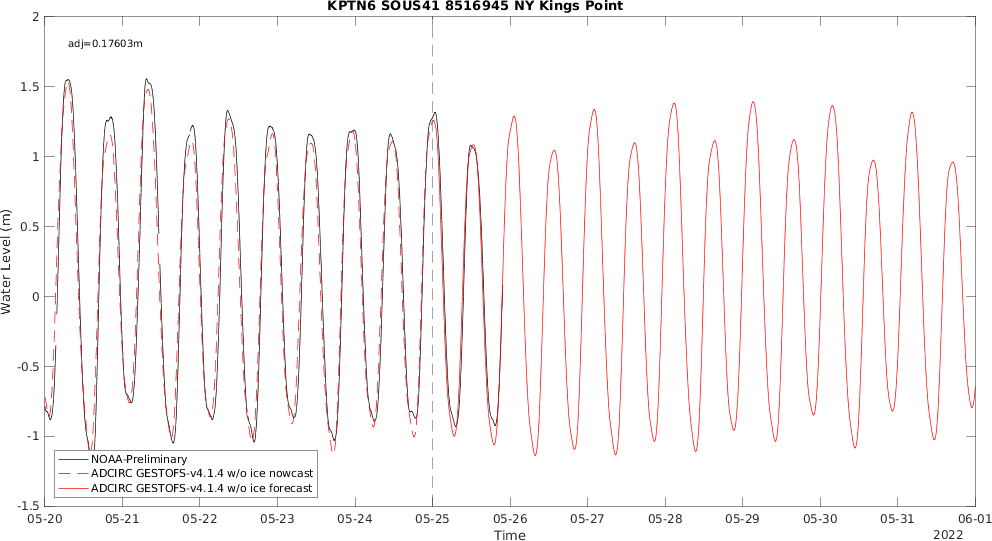 KPTN6 SOUS41 8516945 NY Kings Point
adj=0.17603m
Water Level (m)
2
1.5
1
0.5
0
-0.5
-1
-1.5
NOAA-Preliminary
ADCIRC GESTOFS-v4.1.4 w/o ice nowcast
ADCIRC GESTOFS-v4.1.4 w/o ice forecast
05-20 05-21 05-22 05-23 05-24 05-25 05-26 05-27 05-28 05-29 05-30 05-31 06-01
Time
2022